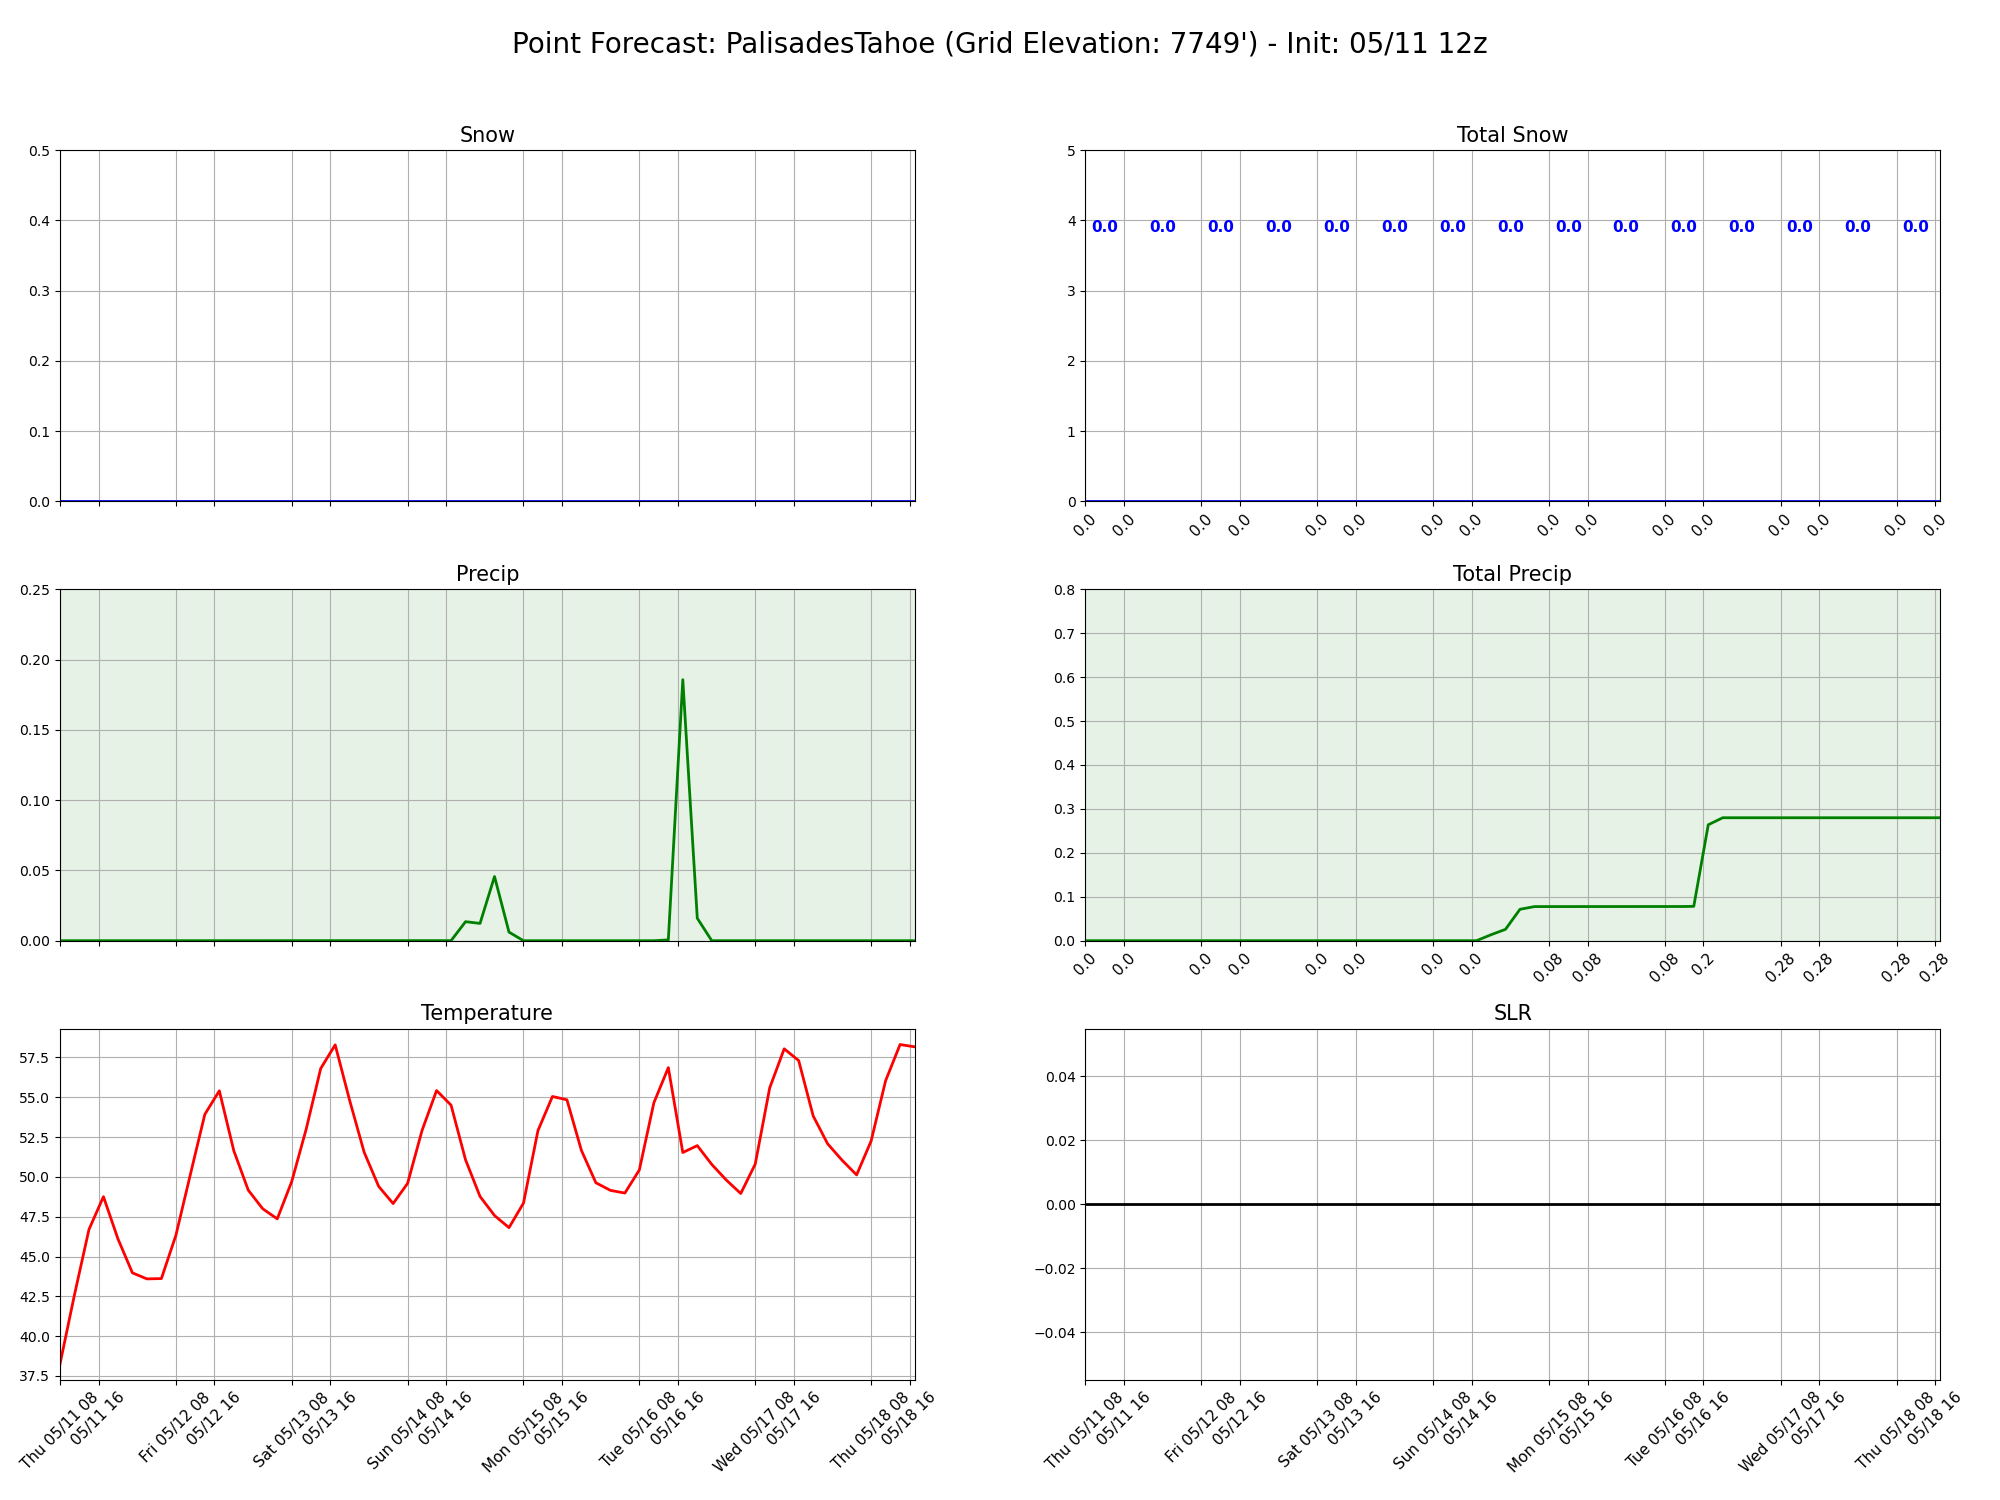 Point Forecast: PalisadesTahoe (Grid Elevation: 7749') - Init: 05/11 12z
Snow
0.5
0.4
0.3
0.2
0.1
0.0
Total Snow
5
4
3
2
1
0
0.0 0.0 0.0 0.0 0.0 0.0 0.0 0.0 0.0 0.0 0.0 0.0 0.0 0.0 0.0
0.0 0.0 0.0 0.0 0.0 0.0 0.0 0.0 0.0 0.0 0.0 0.0 0.0 0.0 0.0 0.0
Precip
0.25
0.20
0.15
0.10
0.05
0.00
Total Precip
0.8
0.7
0.6
0.5
0.4
0.3
0.2
0.1
0.0
0.0 0.0 0.0 0.0 0.0 0.0 0.0 0.0 0.08 0.08 0.08 0.2 0.28 0.28 0.28 0.28
Temperature
57.5
55.0
52.5
50.0
47.5
45.0
42.5
40.0
37.5
Thu 05/11 08
05/11 16
Fri 05/12 08
05/12 16
Sat 05/13 08
05/13 16
Sun 05/14 08
05/14 16
Mon 05/15 08
05/15 16
Tue 05/16 08
05/16 16
Wed 05/17 08
05/17 16
Thu 05/18 08
05/18 16
SLR
0.04
0.02
0.00
−0.02
−0.04
Thu 05/11 08
05/11 16
Fri 05/12 08
05/12 16
Sat 05/13 08
05/13 16
Sun 05/14 08
05/14 16
Mon 05/15 08
05/15 16
Tue 05/16 08
05/16 16
Wed 05/17 08
05/17 16
Thu 05/18 08
05/18 16